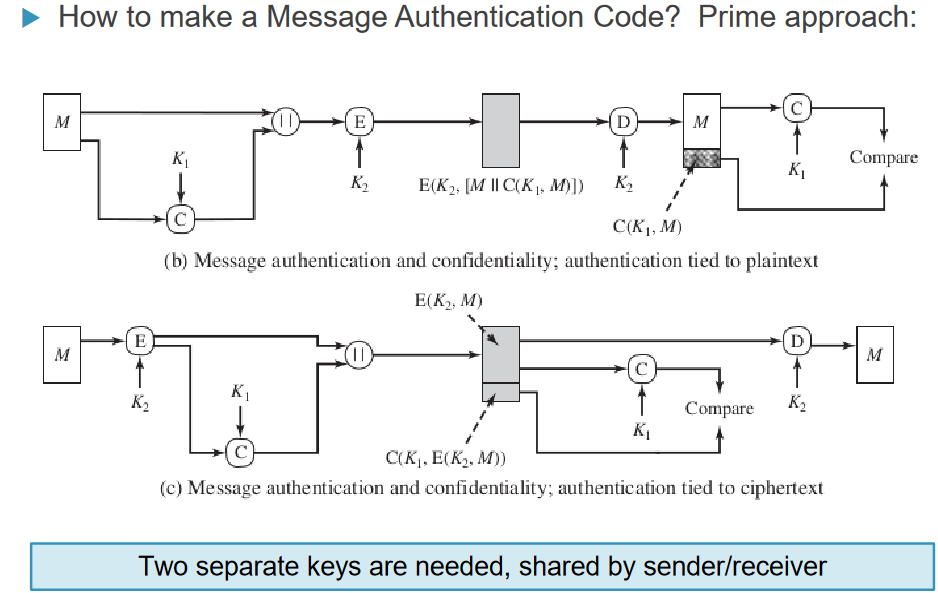 How to make a Message Authentication Code? Prime approach:
M
K₁
C
||
E
K₂
E(K₂, [M || C(K₁, M)])
D
K₂
M
C(K₁, M)
C
K₁
Compare
(b) Message authentication and confidentiality; authentication tied to plaintext
E(K₂, M)
M
E
K₂
K₁
C
||
C(K₁, E(K₂, M))
C
K₁
Compare
D
K₂
M
(c) Message authentication and confidentiality; authentication tied to ciphertext
Two separate keys are needed, shared by sender/receiver